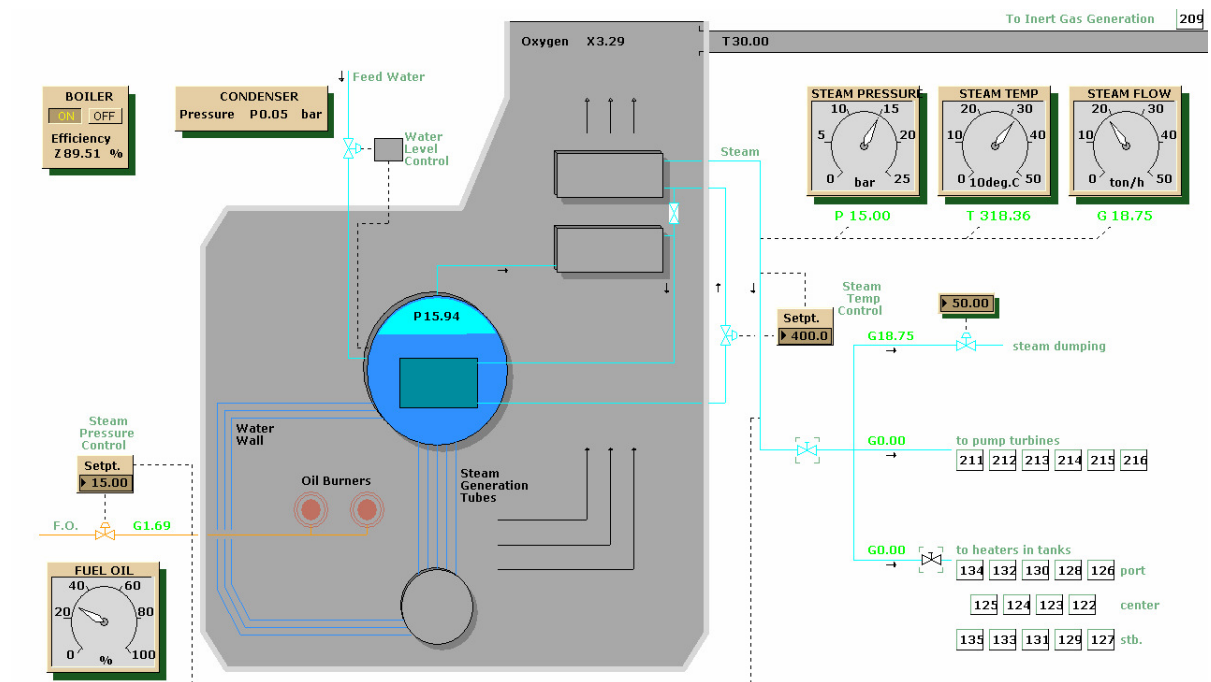 To Inert Gas Generation 209
Oxygen X3.29
T30.00
Feed Water
BOILER
ON OFF
Efficiency
Z89.51 %
CONDENSER
Pressure P0.05 bar
Water
Level
Control
Steam
STEAM PRESSURE
0 5 10 15 20 25
bar
P 15.00
STEAM TEMP
0 10 20 30 40 50
10deg.C
T 318.36
STEAM FLOW
0 10 20 30 40 50
ton/h
G 18.75
P15.94
Steam
Temp
Control
Setpt.
400.0
50.00
G18.75
steam dumping
Water
Wall
Steam
Pressure
Control
Setpt.
15.00
Oil Burners
Steam
Generation
Tubes
F.O. G1.69
G0.00 to pump turbines
211 212 213 214 215 216
G0.00 to heaters in tanks
134 132 130 128 126 port
125 124 123 122 center
135 133 131 129 127 stb.
FUEL OIL
0 20 40 60 80 100
%